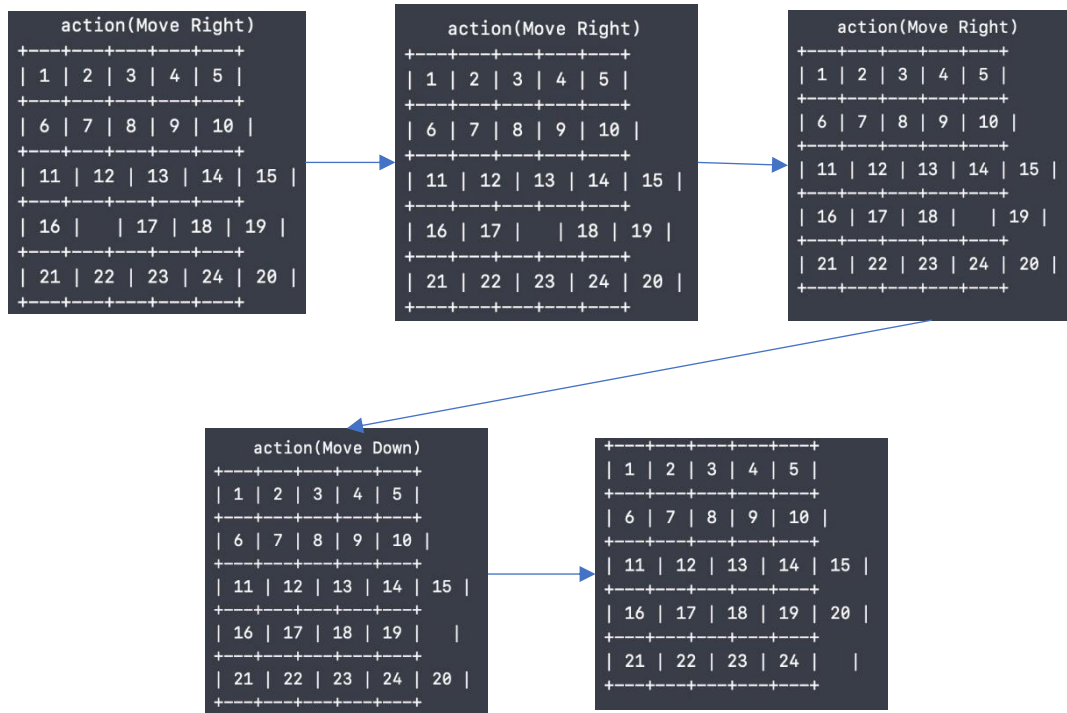 action(Move Right)
+---+---+---+---+---+
| 1 | 2 | 3 | 4 | 5 |
+---+---+---+---+---+
| 6 | 7 | 8 | 9 | 10 |
+---+---+---+---+---+
| 11 | 12 | 13 | 14 | 15 |
+---+---+---+---+---+
| 16 |   | 17 | 18 | 19 |
+---+---+---+---+---+
| 21 | 22 | 23 | 24 | 20 |
+---+---+---+---+---+
action(Move Right)
+---+---+---+---+---+
| 1 | 2 | 3 | 4 | 5 |
+---+---+---+---+---+
| 6 | 7 | 8 | 9 | 10 |
+---+---+---+---+---+
| 11 | 12 | 13 | 14 | 15 |
+---+---+---+---+---+
| 16 | 17 |   | 18 | 19 |
+---+---+---+---+---+
| 21 | 22 | 23 | 24 | 20 |
+---+---+---+---+---+
action(Move Right)
+---+---+---+---+---+
| 1 | 2 | 3 | 4 | 5 |
+---+---+---+---+---+
| 6 | 7 | 8 | 9 | 10 |
+---+---+---+---+---+
| 11 | 12 | 13 | 14 | 15 |
+---+---+---+---+---+
| 16 | 17 | 18 |   | 19 |
+---+---+---+---+---+
| 21 | 22 | 23 | 24 | 20 |
+---+---+---+---+---+
action(Move Down)
+---+---+---+---+---+
| 1 | 2 | 3 | 4 | 5 |
+---+---+---+---+---+
| 6 | 7 | 8 | 9 | 10 |
+---+---+---+---+---+
| 11 | 12 | 13 | 14 | 15 |
+---+---+---+---+---+
| 16 | 17 | 18 | 19 |   |
+---+---+---+---+---+
| 21 | 22 | 23 | 24 | 20 |
+---+---+---+---+---+
+---+---+---+---+---+
| 1 | 2 | 3 | 4 | 5 |
+---+---+---+---+---+
| 6 | 7 | 8 | 9 | 10 |
+---+---+---+---+---+
| 11 | 12 | 13 | 14 | 15 |
+---+---+---+---+---+
| 16 | 17 | 18 | 19 | 20 |
+---+---+---+---+---+
| 21 | 22 | 23 | 24 |   |
+---+---+---+---+---+